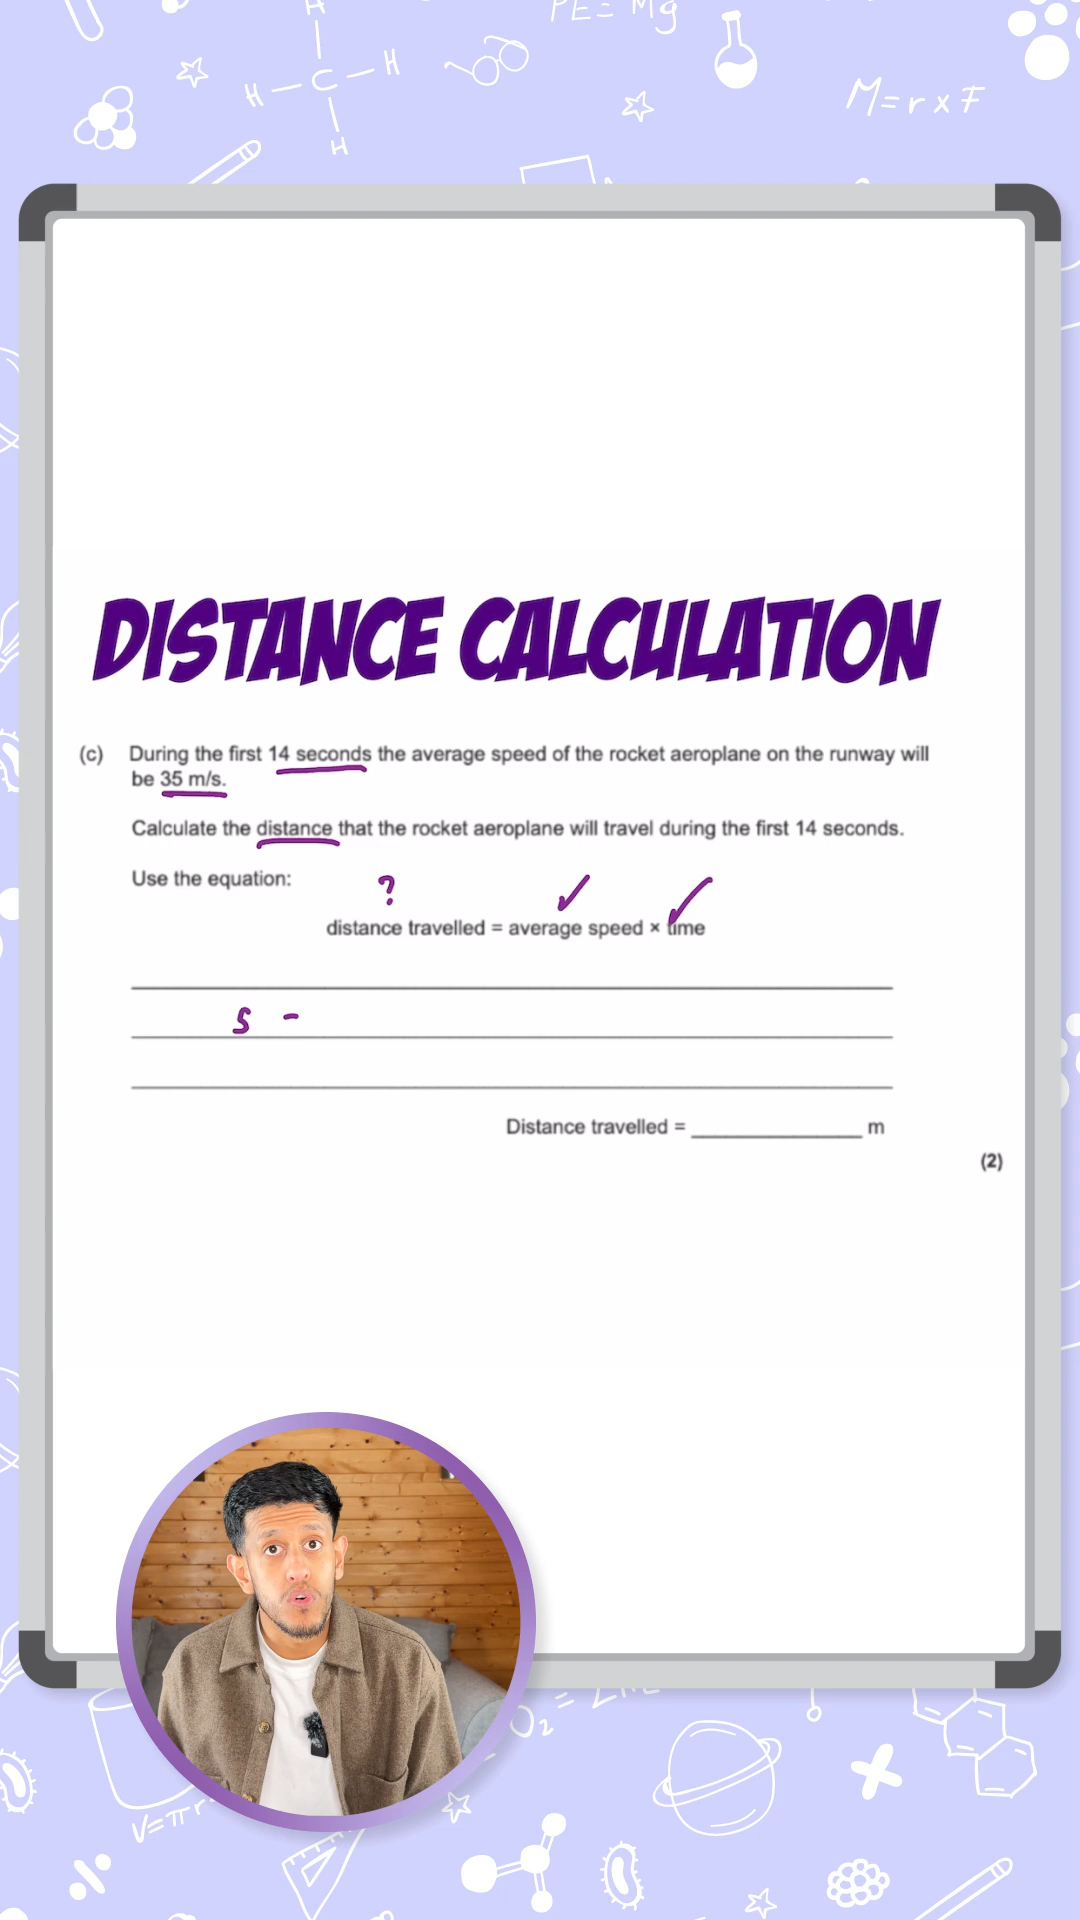 PE= Mg
H
H — C — H
H
M=r×F
DISTANCE CALCULATION
(c) During the first 14 seconds the average speed of the rocket aeroplane on the runway will
be 35 m/s.
Calculate the distance that the rocket aeroplane will travel during the first 14 seconds.
Use the equation:
?
distance travelled = average speed × time
s -
Distance travelled = ________ m
(2)
V=πr